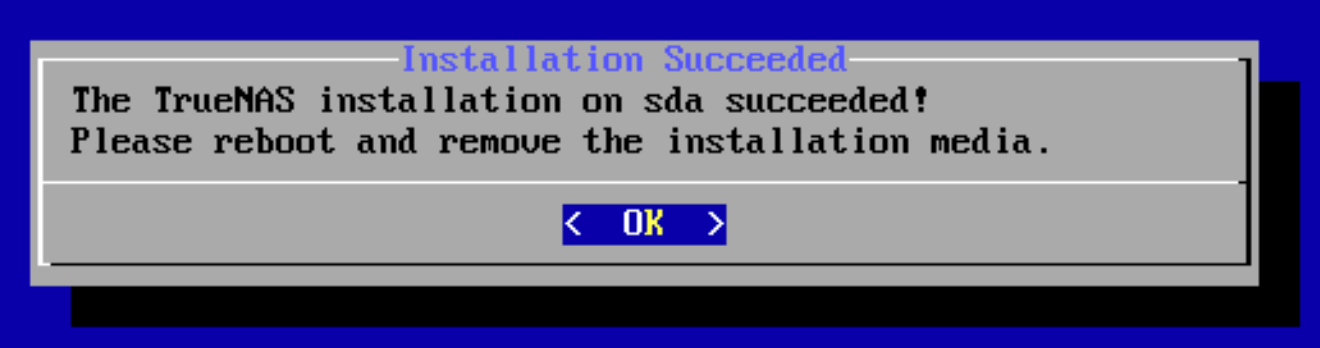 Installation Succeeded
The TrueNAS installation on sda succeeded!
Please reboot and remove the installation media.
< OK >